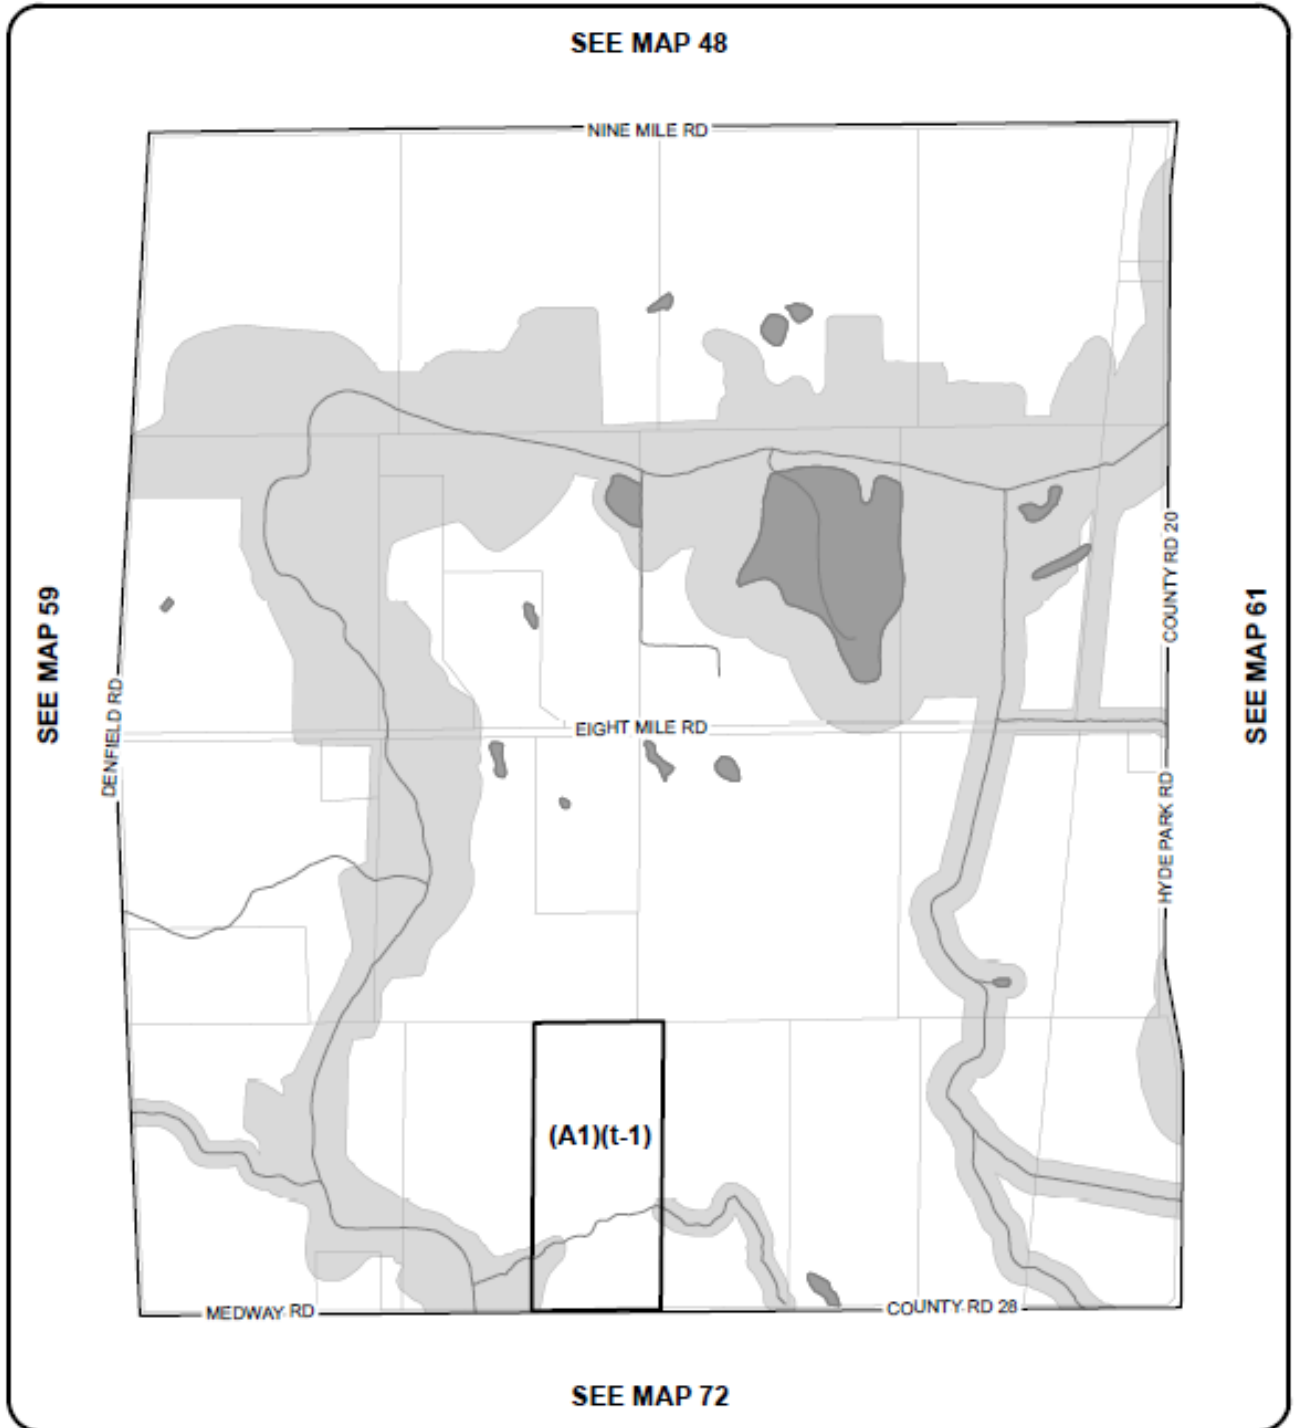 SEE MAP 48
NINE MILE RD
SEE MAP 59
DENFIELD RD
EIGHT MILE RD
COUNTY RD 20
HYDE PARK RD
SEE MAP 61
(A1)(t-1)
MEDWAY RD
COUNTY RD 28
SEE MAP 72